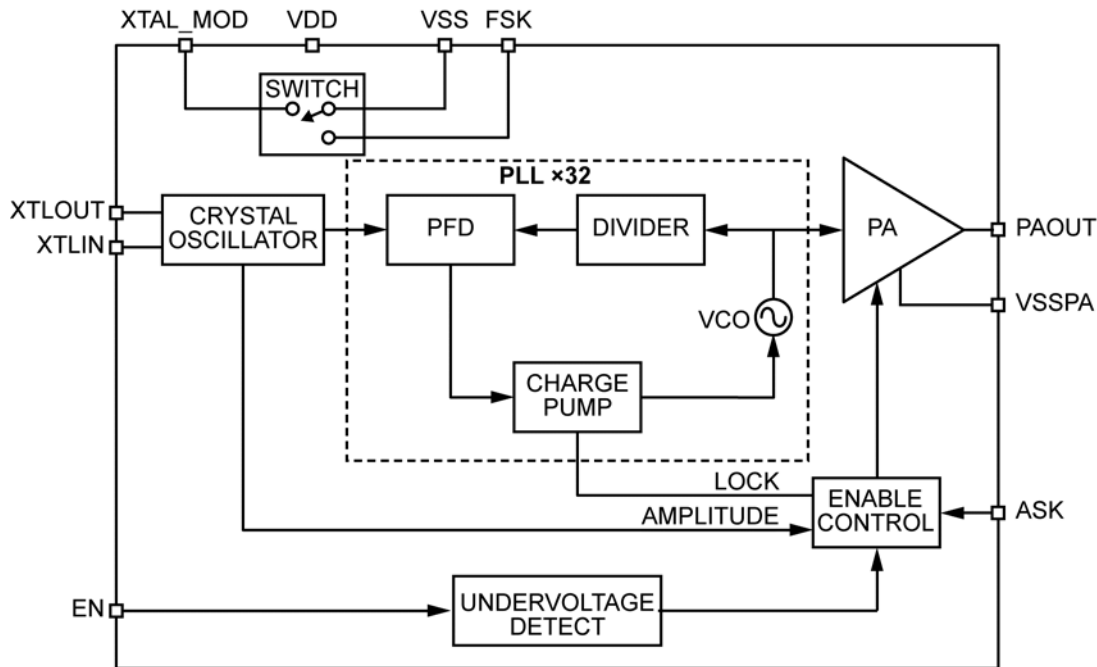 XTAL_MOD VDD VSS FSK
SWITCH
PLL ×32
XTLOUT
XTLIN
CRYSTAL
OSCILLATOR
PFD
DIVIDER
PA
PAOUT
VSSPA
VCO
CHARGE
PUMP
LOCK
AMPLITUDE
ENABLE
CONTROL
ASK
EN
UNDERVOLTAGE
DETECT